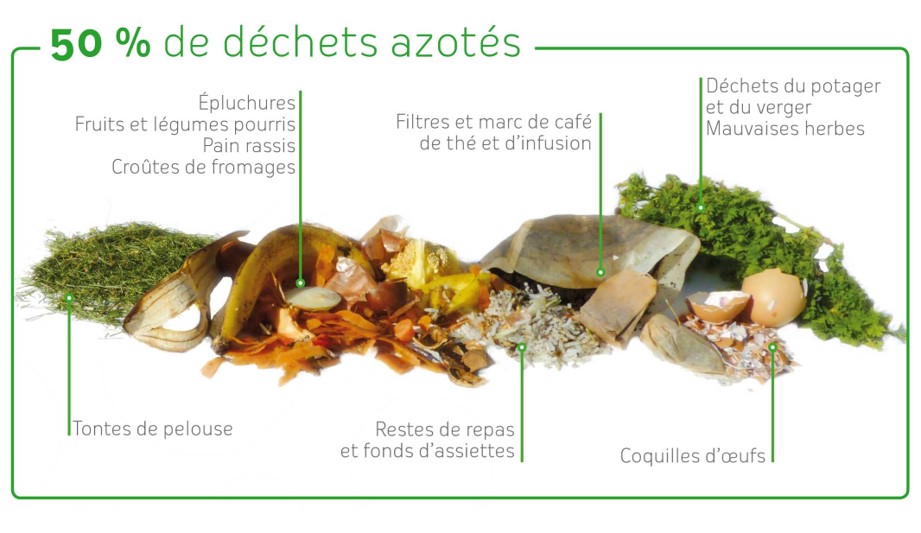 50 % de déchets azotés
Épluchures
Fruits et légumes pourris
Pain rassis
Croûtes de fromages
Filtres et marc de café
de thé et d'infusion
Déchets du potager
et du verger
Mauvaises herbes
Tontes de pelouse
Restes de repas
et fonds d'assiettes
Coquilles d'œufs